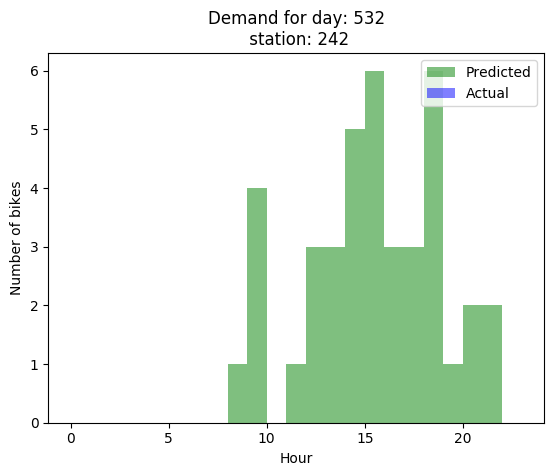 Demand for day: 532
station: 242
Predicted
Actual
Number of bikes
6
5
4
3
2
1
0
0 5 10 15 20
Hour